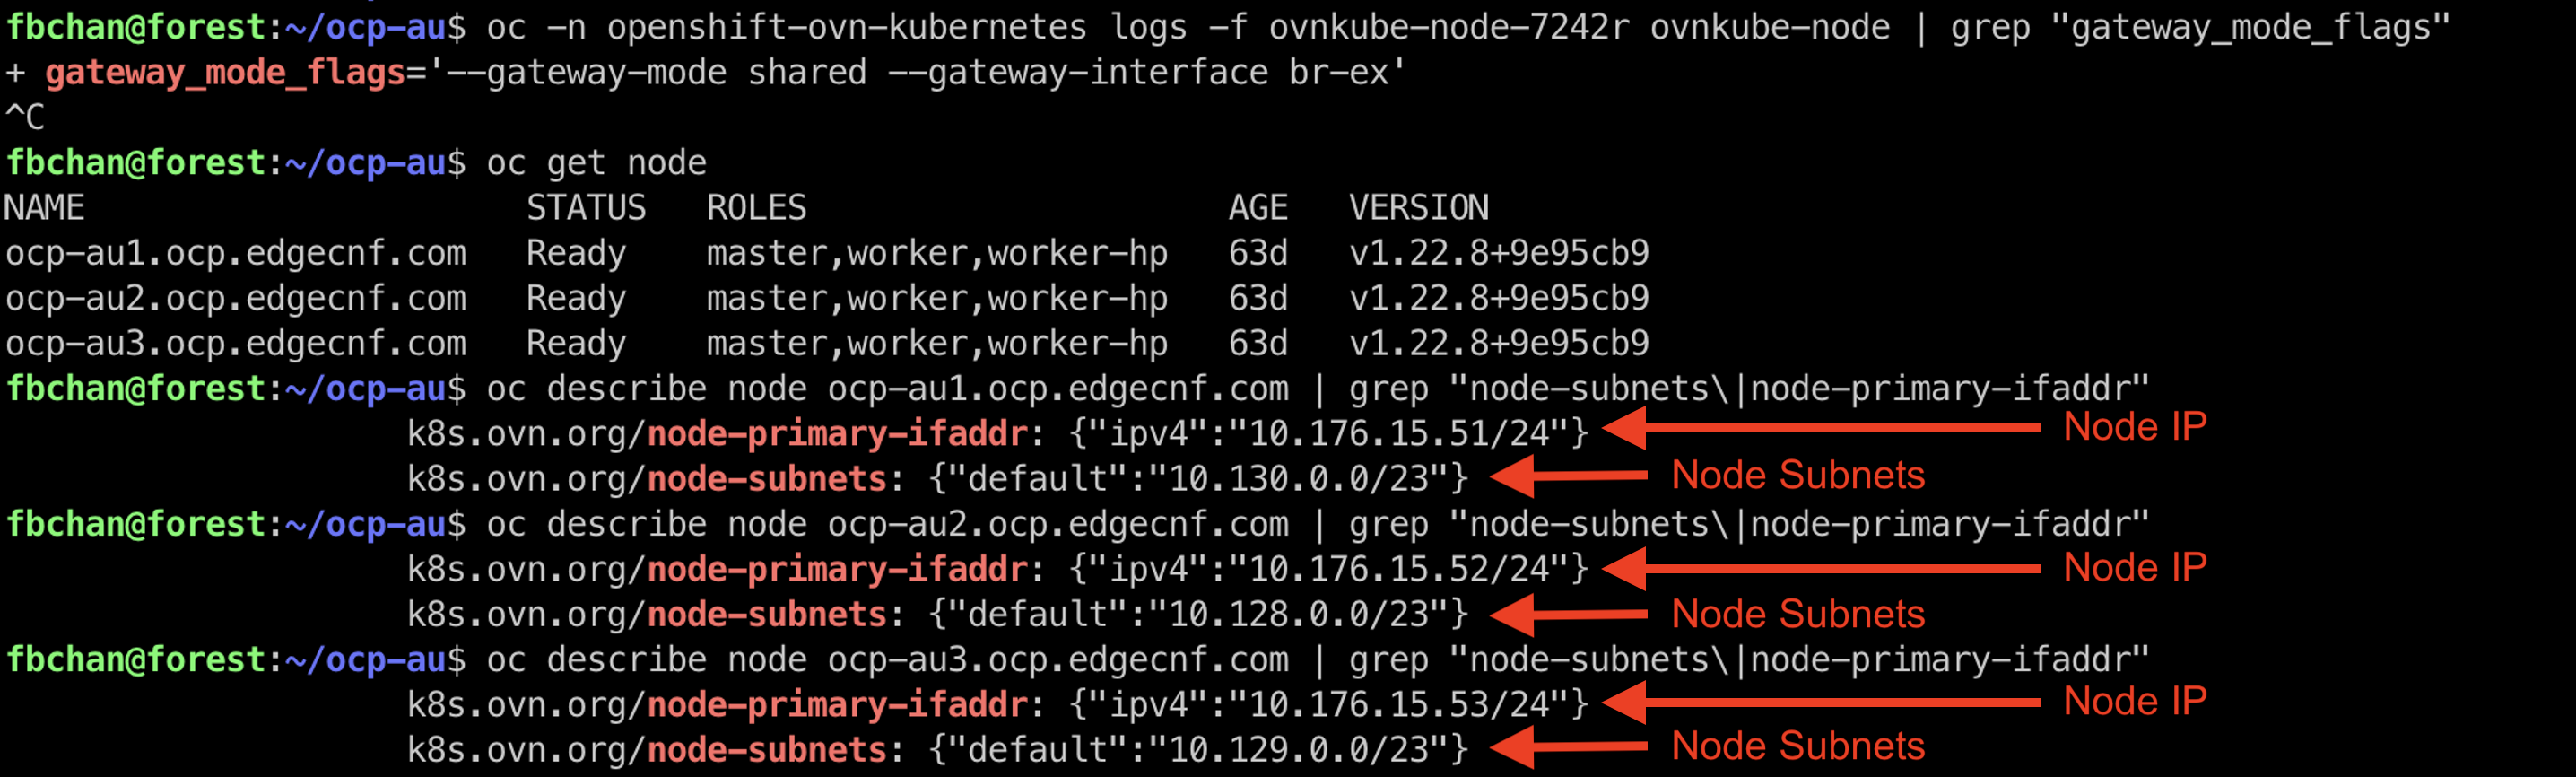 fbchan@forest:~/ocp-au$ oc -n openshift-ovn-kubernetes logs -f ovnkube-node-7242r ovnkube-node | grep "gateway_mode_flags"
+ gateway_mode_flags='--gateway-mode shared --gateway-interface br-ex'
^C
fbchan@forest:~/ocp-au$ oc get node
NAME STATUS ROLES AGE VERSION
ocp-au1.ocp.edgecnf.com Ready master,worker,worker-hp 63d v1.22.8+9e95cb9
ocp-au2.ocp.edgecnf.com Ready master,worker,worker-hp 63d v1.22.8+9e95cb9
ocp-au3.ocp.edgecnf.com Ready master,worker,worker-hp 63d v1.22.8+9e95cb9
fbchan@forest:~/ocp-au$ oc describe node ocp-au1.ocp.edgecnf.com | grep "node-subnets\|node-primary-ifaddr"
k8s.ovn.org/node-primary-ifaddr: {"ipv4":"10.176.15.51/24"} Node IP
k8s.ovn.org/node-subnets: {"default":"10.130.0.0/23"} Node Subnets
fbchan@forest:~/ocp-au$ oc describe node ocp-au2.ocp.edgecnf.com | grep "node-subnets\|node-primary-ifaddr"
k8s.ovn.org/node-primary-ifaddr: {"ipv4":"10.176.15.52/24"} Node IP
k8s.ovn.org/node-subnets: {"default":"10.128.0.0/23"} Node Subnets
fbchan@forest:~/ocp-au$ oc describe node ocp-au3.ocp.edgecnf.com | grep "node-subnets\|node-primary-ifaddr"
k8s.ovn.org/node-primary-ifaddr: {"ipv4":"10.176.15.53/24"} Node IP
k8s.ovn.org/node-subnets: {"default":"10.129.0.0/23"} Node Subnets